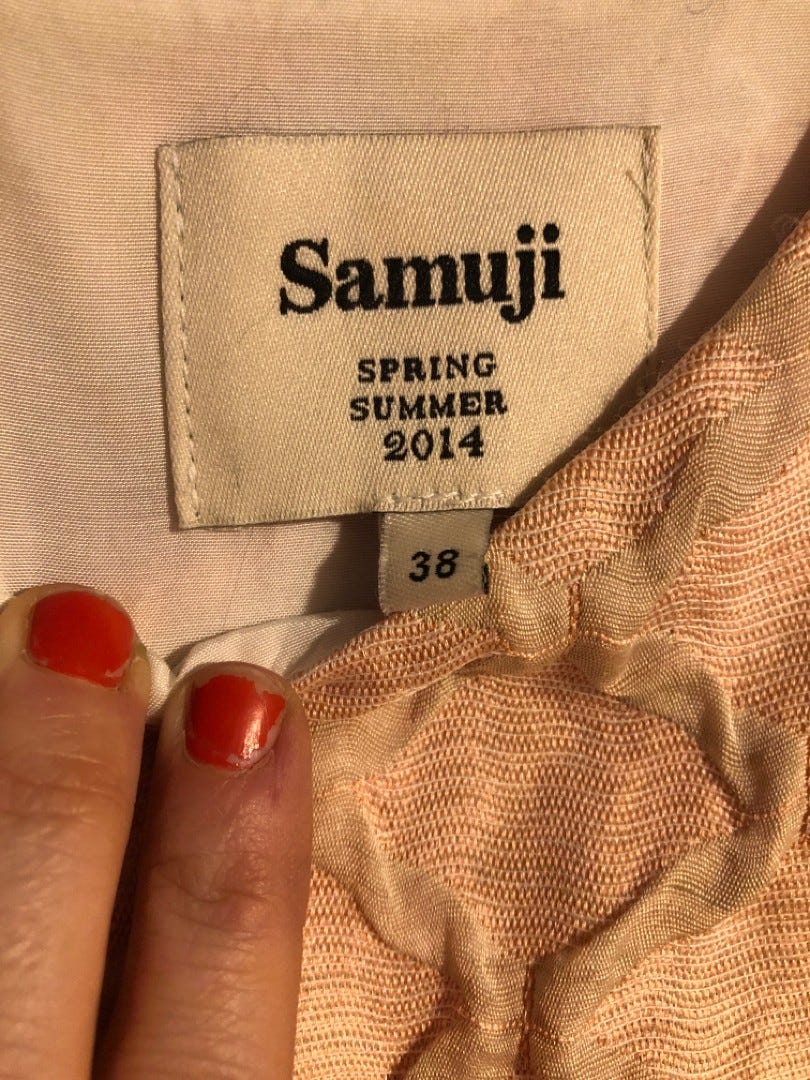 Samuji
SPRING
SUMMER
2014
38